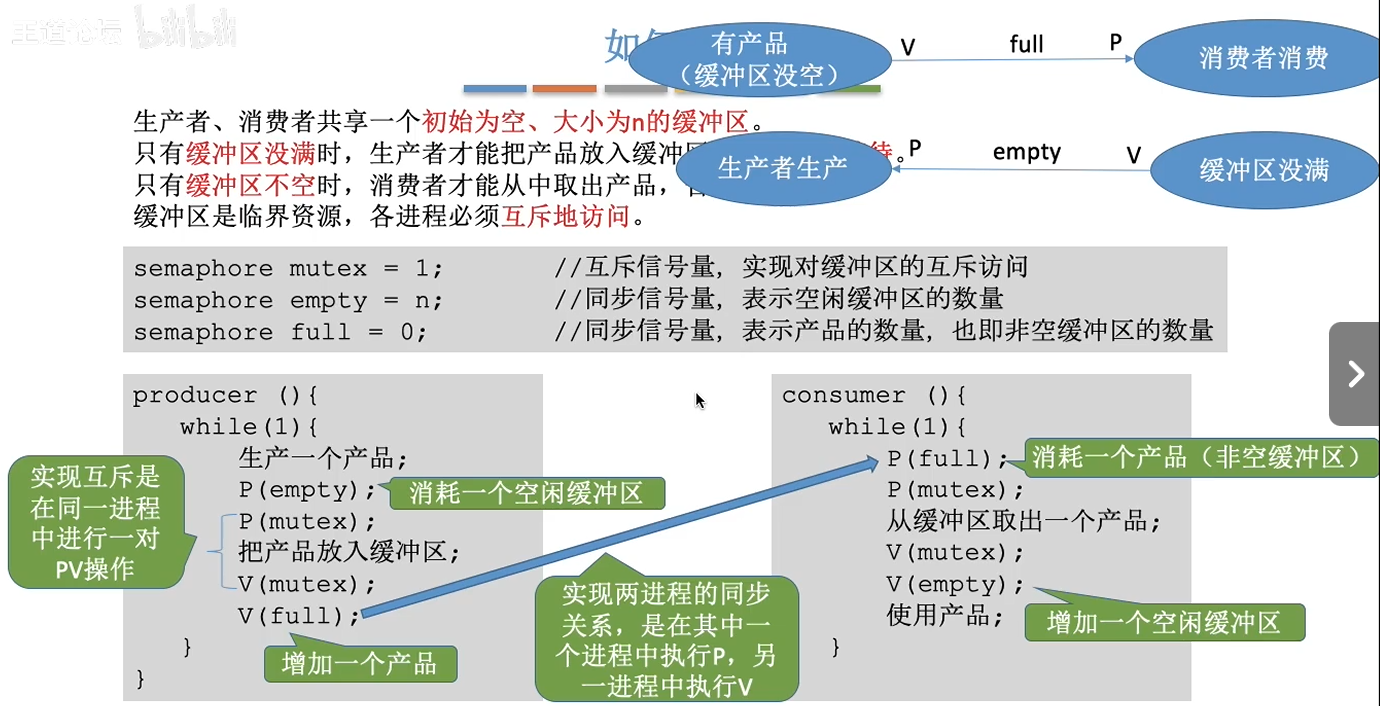 王道论坛 bilibili
如
有产品
（缓冲区没空）
V
full
P
消费者消费
生产者、消费者共享一个初始为空、大小为n的缓冲区。
只有缓冲区没满时，生产者才能把产品放入缓冲
待。
生产者生产
P
empty
V
缓冲区没满
只有缓冲区不空时，消费者才能从中取出产品，
缓冲区是临界资源，各进程必须互斥地访问。
semaphore mutex = 1; //互斥信号量，实现对缓冲区的互斥访问
semaphore empty = n; //同步信号量，表示空闲缓冲区的数量
semaphore full = 0; //同步信号量，表示产品的数量，也即非空缓冲区的数量
producer (){
while(1){
生产一个产品;
P(empty);
消耗一个空闲缓冲区
P(mutex);
把产品放入缓冲区;
V(mutex);
V(full);
增加一个产品
}
}
实现互斥是
在同一进程
中进行一对
PV操作
实现两进程的同步
关系，是在其中一
个进程中执行P，另
一进程中执行V
consumer (){
while(1){
P(full);
消耗一个产品（非空缓冲区）
P(mutex);
从缓冲区取出一个产品;
V(mutex);
V(empty);
增加一个空闲缓冲区
使用产品;
}